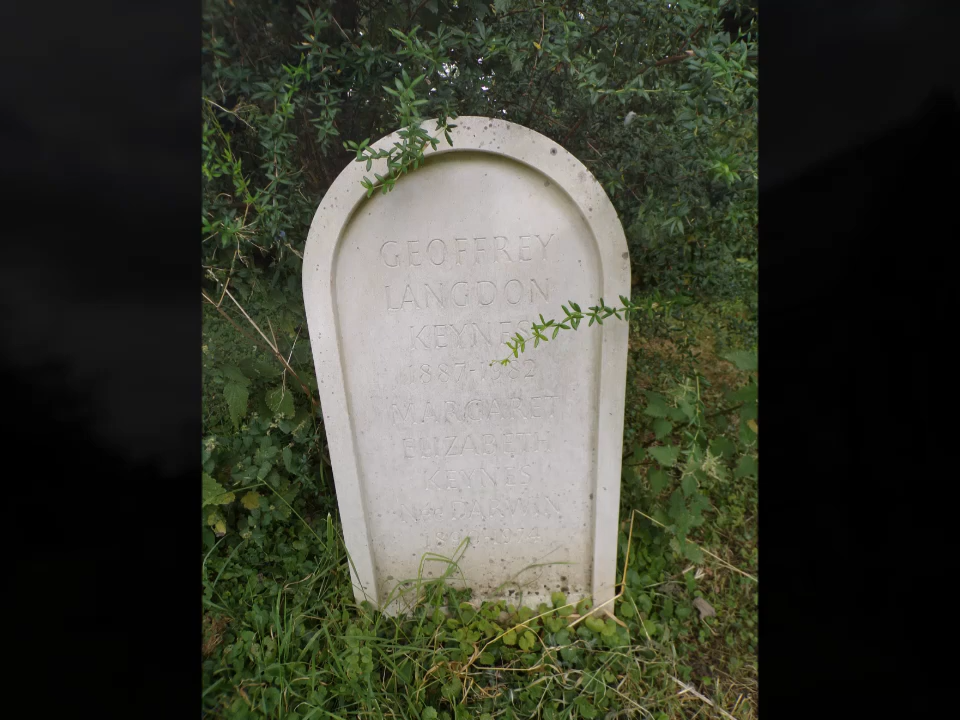 GEOFFREY
LANGDON
KEYNES
1887-1982
MARGARET
ELIZABETH
KEYNES
Née DARWIN